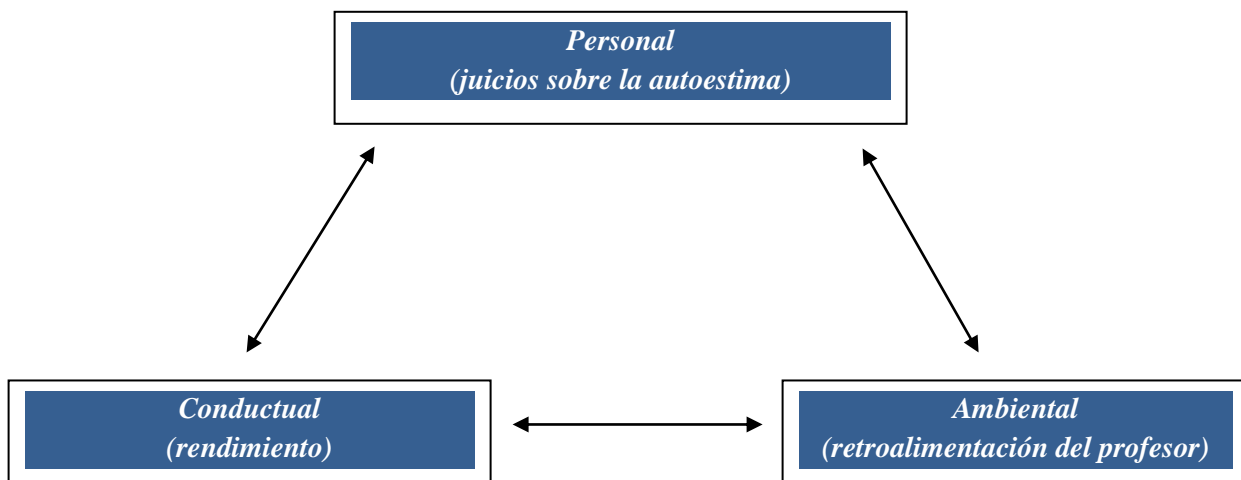 Personal
(juicios sobre la autoestima)
Conductual
(rendimiento)
Ambiental
(retroalimentación del profesor)